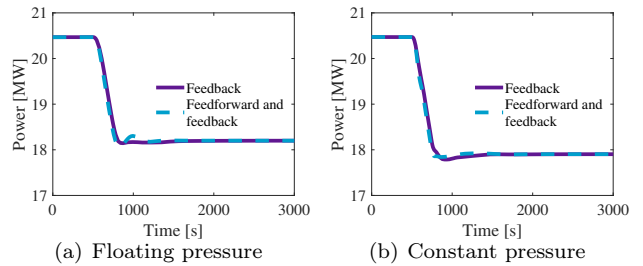 21
20
19
18
17
Power [MW]
Feedback
Feedforward and
feedback
0 1000 2000 3000
Time [s]
(a) Floating pressure
21
20
19
18
17
Power [MW]
Feedback
Feedforward and
feedback
0 1000 2000 3000
Time [s]
(b) Constant pressure